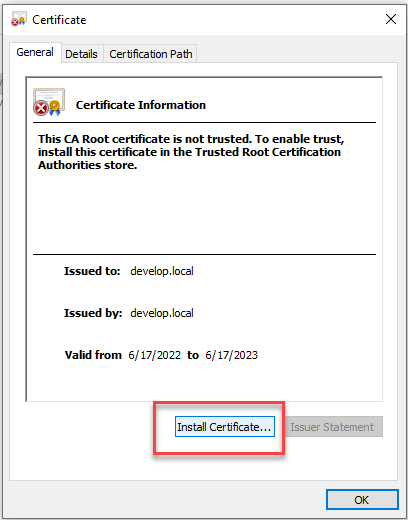 Certificate
General Details Certification Path
Certificate Information
This CA Root certificate is not trusted. To enable trust,
install this certificate in the Trusted Root Certification
Authorities store.
Issued to: develop.local
Issued by: develop.local
Valid from 6/17/2022 to 6/17/2023
Install Certificate... Issuer Statement
OK